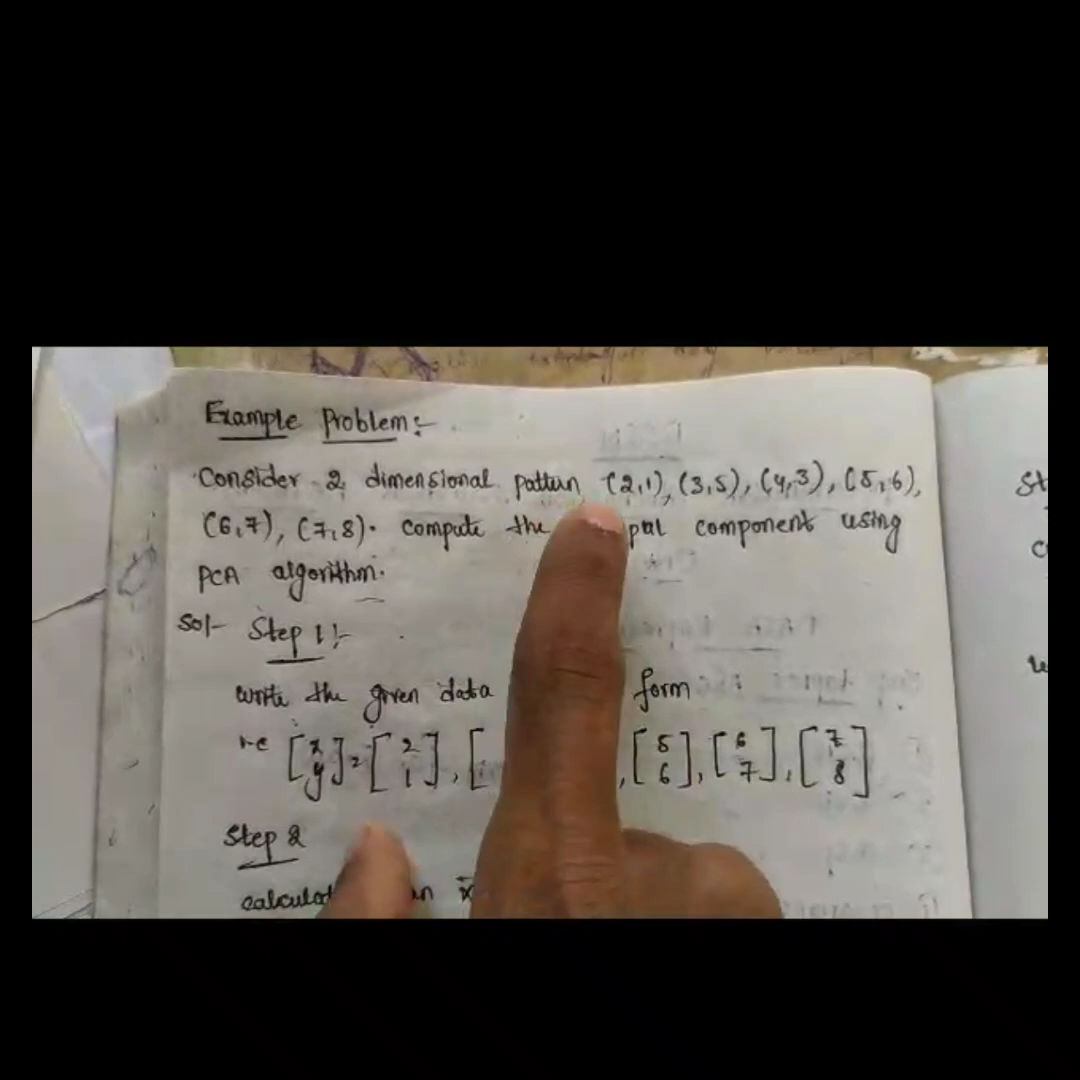 Example Problem:-
Consider 2 dimensional pattern (2,1), (3,5), (4,3), (5,6),
(6,7), (7,8). compute the pal component using
PCA algorithm.
Sol- Step 1:-
write the given data form
i.e [x y] = [2 1], [ , [5 6], [6 7], [7 8]
Step 2
calculat an x